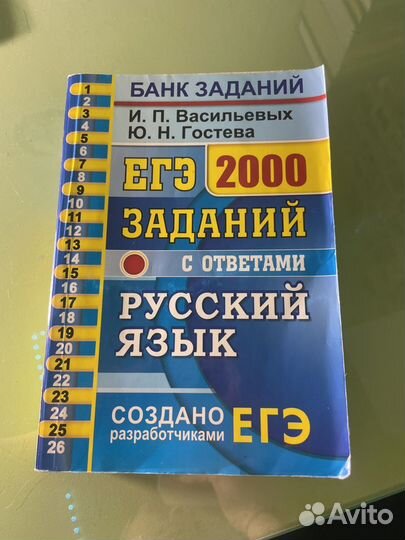 БАНК ЗАДАНИЙ
И. П. Васильевых
Ю. Н. Гостева
ЕГЭ 2000
ЗАДАНИЙ
С ОТВЕТАМИ
РУССКИЙ
ЯЗЫК
СОЗДАНО
разработчиками ЕГЭ
1
2
3
4
5
6
7
8
9
10
11
12
13
14
15
16
17
18
19
20
21
22
23
24
25
26
Avito